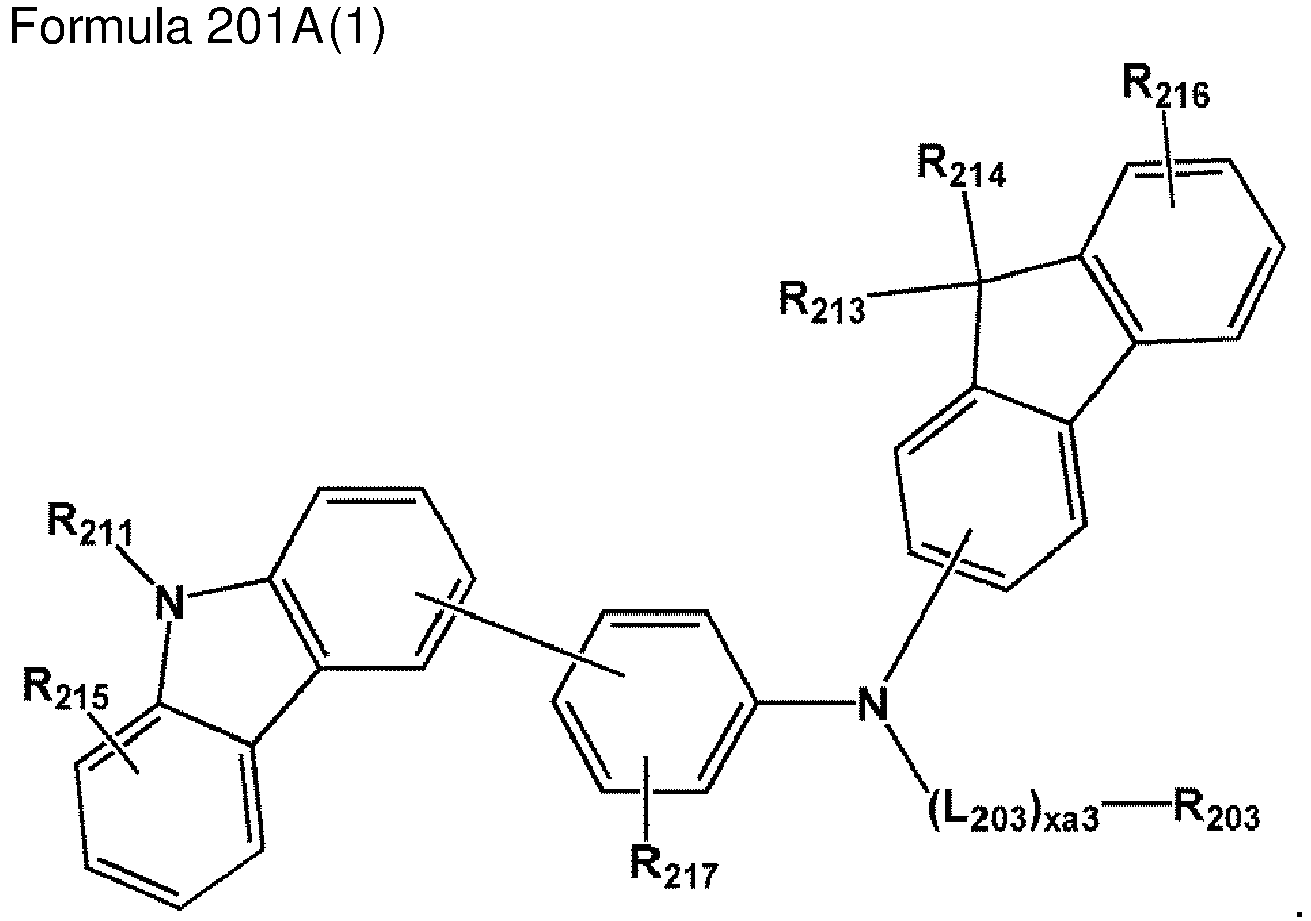 Formula 201A(1)
R216
R214
R213
R211
N
R215
N
(L203)xa3—R203
R217
.